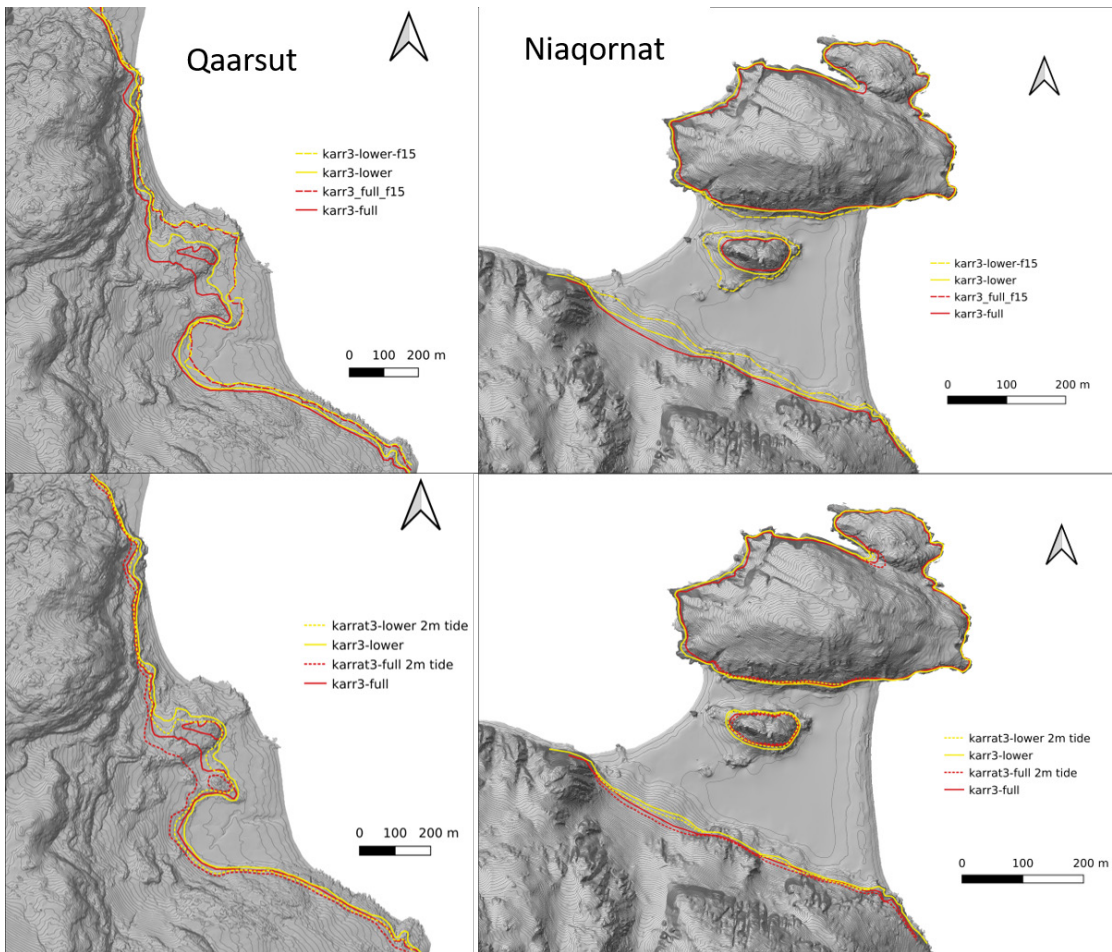 Qaarsut
karr3-lower-f15
karr3-lower
karr3_full_f15
karr3-full
0 100 200 m
Niaqornat
karr3-lower-f15
karr3-lower
karr3_full_f15
karr3-full
0 100 200 m
karrat3-lower 2m tide
karr3-lower
karrat3-full 2m tide
karr3-full
0 100 200 m
karrat3-lower 2m tide
karr3-lower
karrat3-full 2m tide
karr3-full
0 100 200 m